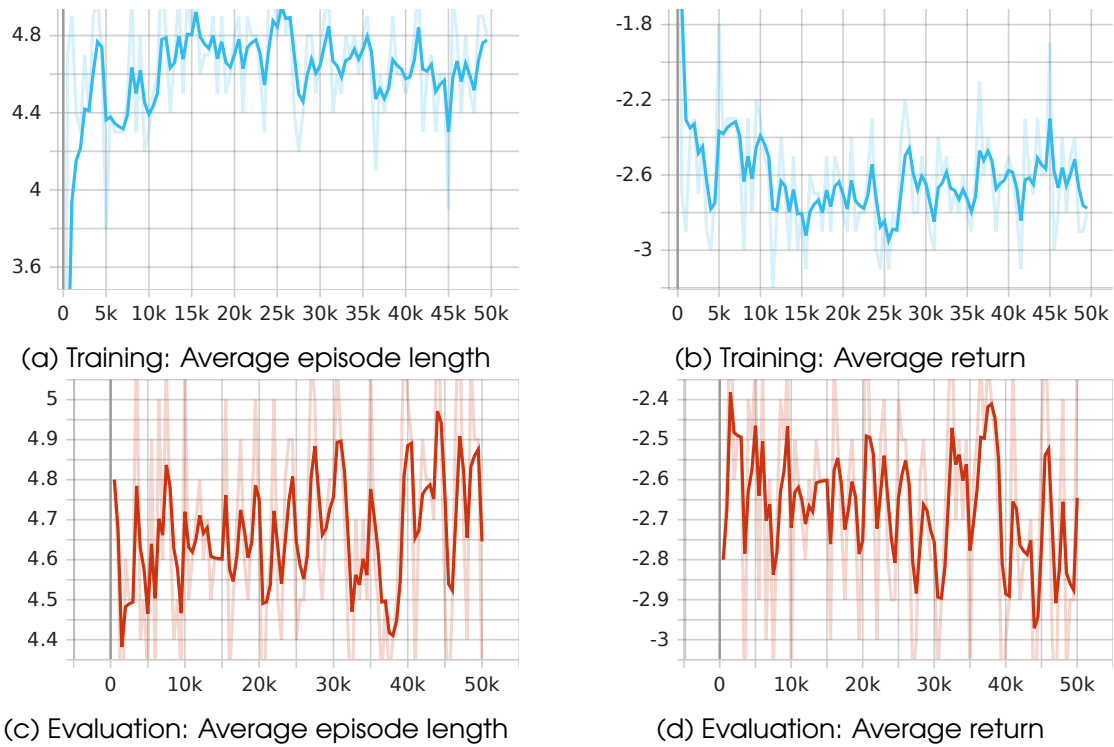 4.8
4.4
4
3.6
0 5k 10k 15k 20k 25k 30k 35k 40k 45k 50k
(a) Training: Average episode length
-1.8
-2.2
-2.6
-3
0 5k 10k 15k 20k 25k 30k 35k 40k 45k 50k
(b) Training: Average return
5
4.9
4.8
4.7
4.6
4.5
4.4
0 10k 20k 30k 40k 50k
(c) Evaluation: Average episode length
-2.4
-2.5
-2.6
-2.7
-2.8
-2.9
-3
0 10k 20k 30k 40k 50k
(d) Evaluation: Average return